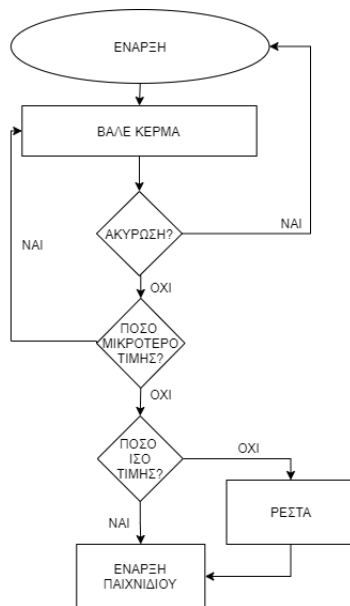 ΕΝΑΡΞΗ
ΒΑΛΕ ΚΕΡΜΑ
ΑΚΥΡΩΣΗ?
ΝΑΙ
ΝΑΙ
ΟΧΙ
ΠΟΣΟ
ΜΙΚΡΟΤΕΡΟ
ΤΙΜΗΣ?
ΟΧΙ
ΠΟΣΟ
ΙΣΟ
ΤΙΜΗΣ?
ΟΧΙ
ΡΕΣΤΑ
ΝΑΙ
ΕΝΑΡΞΗ
ΠΑΙΧΝΙΔΙΟΥ